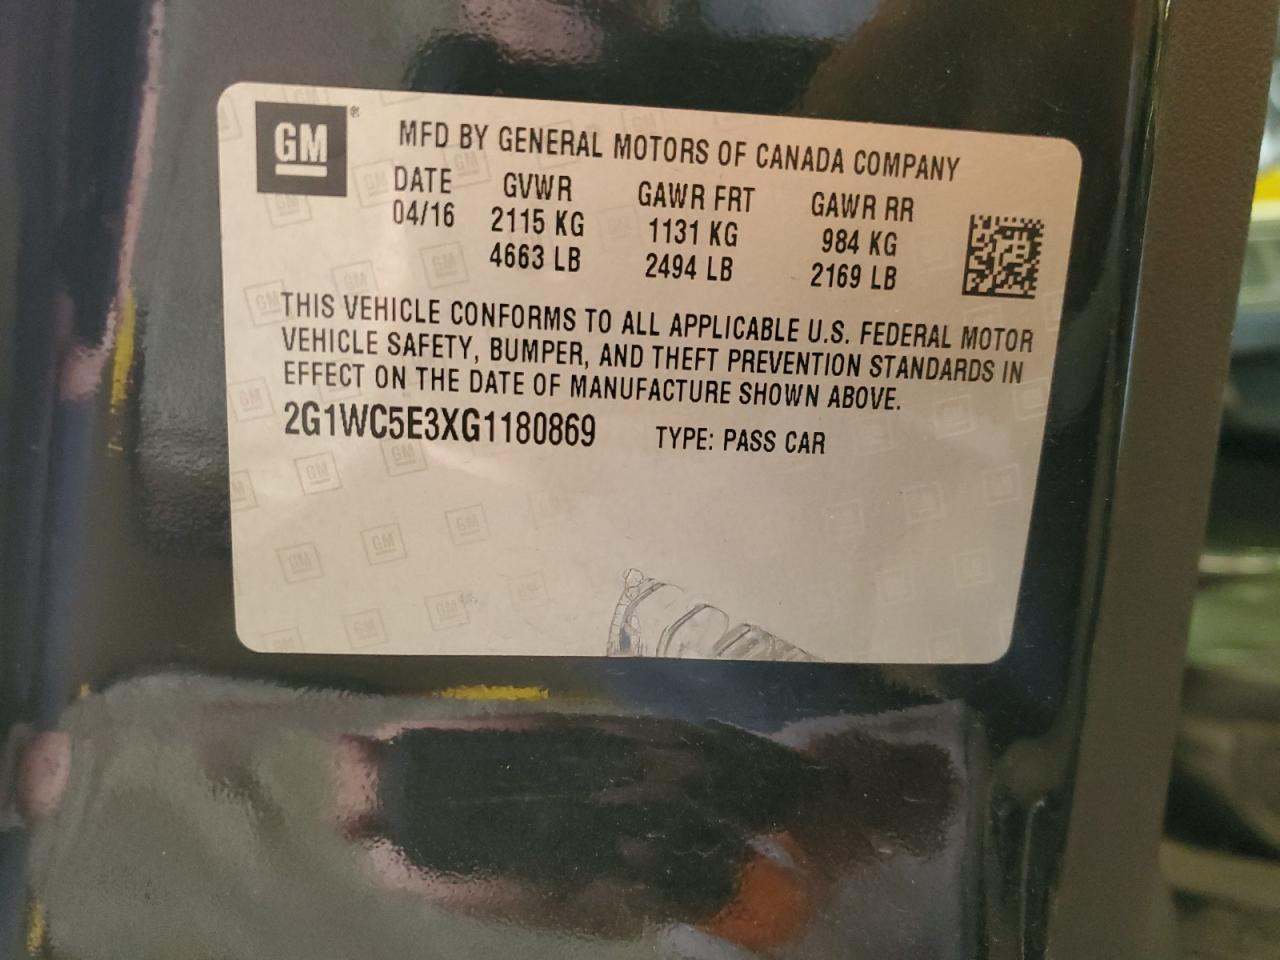 GM ®
MFD BY GENERAL MOTORS OF CANADA COMPANY
DATE GVWR GAWR FRT GAWR RR
04/16 2115 KG 1131 KG 984 KG
4663 LB 2494 LB 2169 LB
THIS VEHICLE CONFORMS TO ALL APPLICABLE U.S. FEDERAL MOTOR
VEHICLE SAFETY, BUMPER, AND THEFT PREVENTION STANDARDS IN
EFFECT ON THE DATE OF MANUFACTURE SHOWN ABOVE.
2G1WC5E3XG1180869 TYPE: PASS CAR